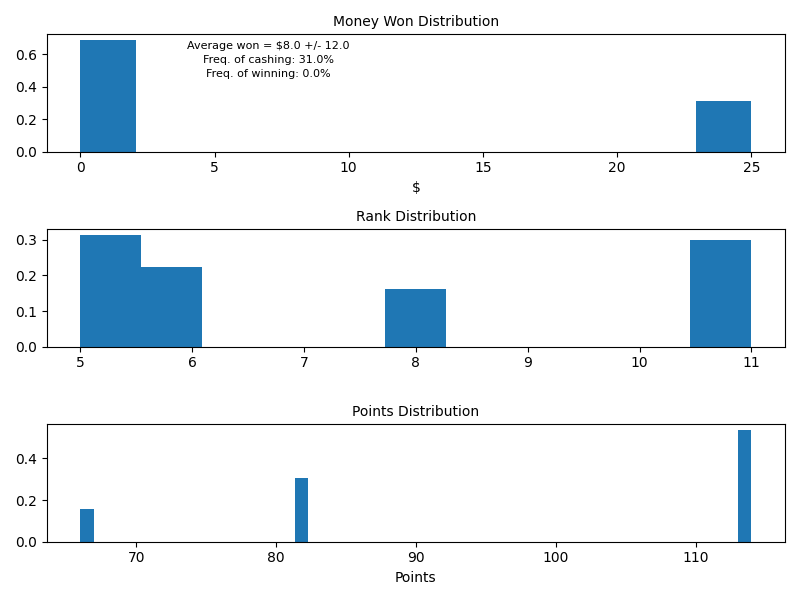 Money Won Distribution
Average won = $8.0 +/- 12.0
Freq. of cashing: 31.0%
Freq. of winning: 0.0%
0.6
0.4
0.2
0.0
0 5 10 15 20 25
$
Rank Distribution
0.3
0.2
0.1
0.0
5 6 7 8 9 10 11
Points Distribution
0.4
0.2
0.0
70 80 90 100 110
Points